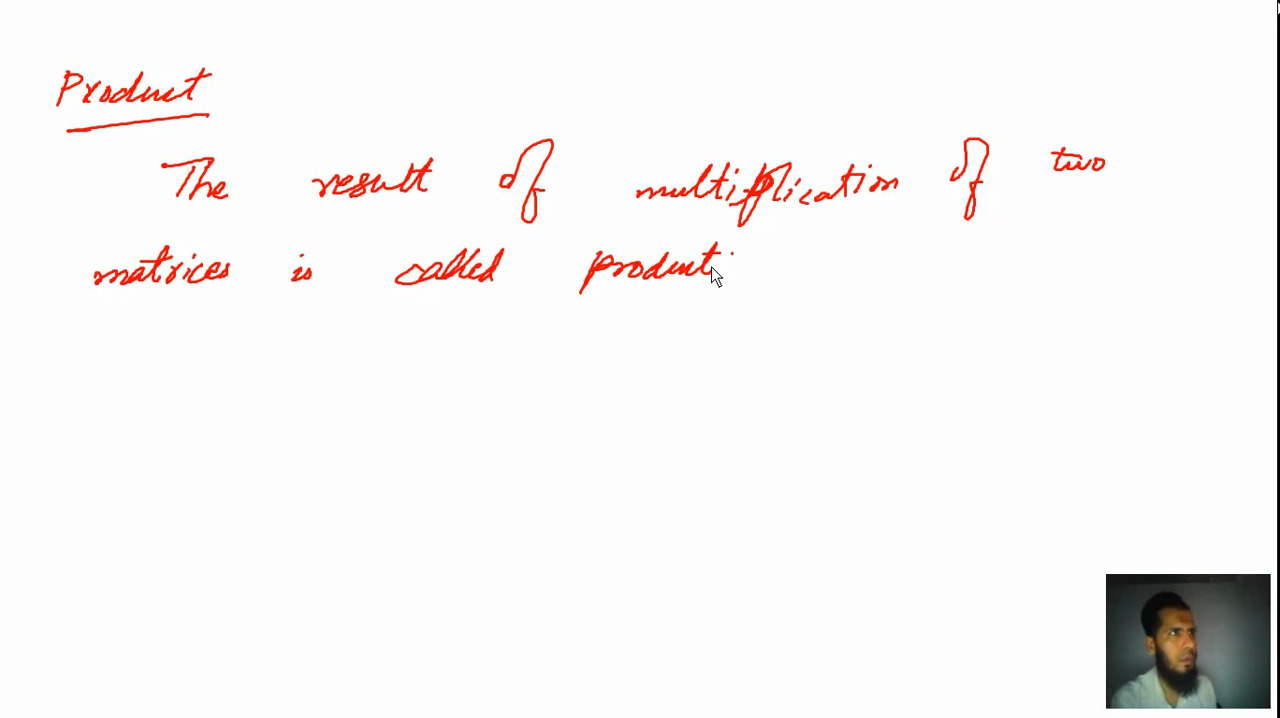 Product
The result of multiplication of two
matrices is called product.